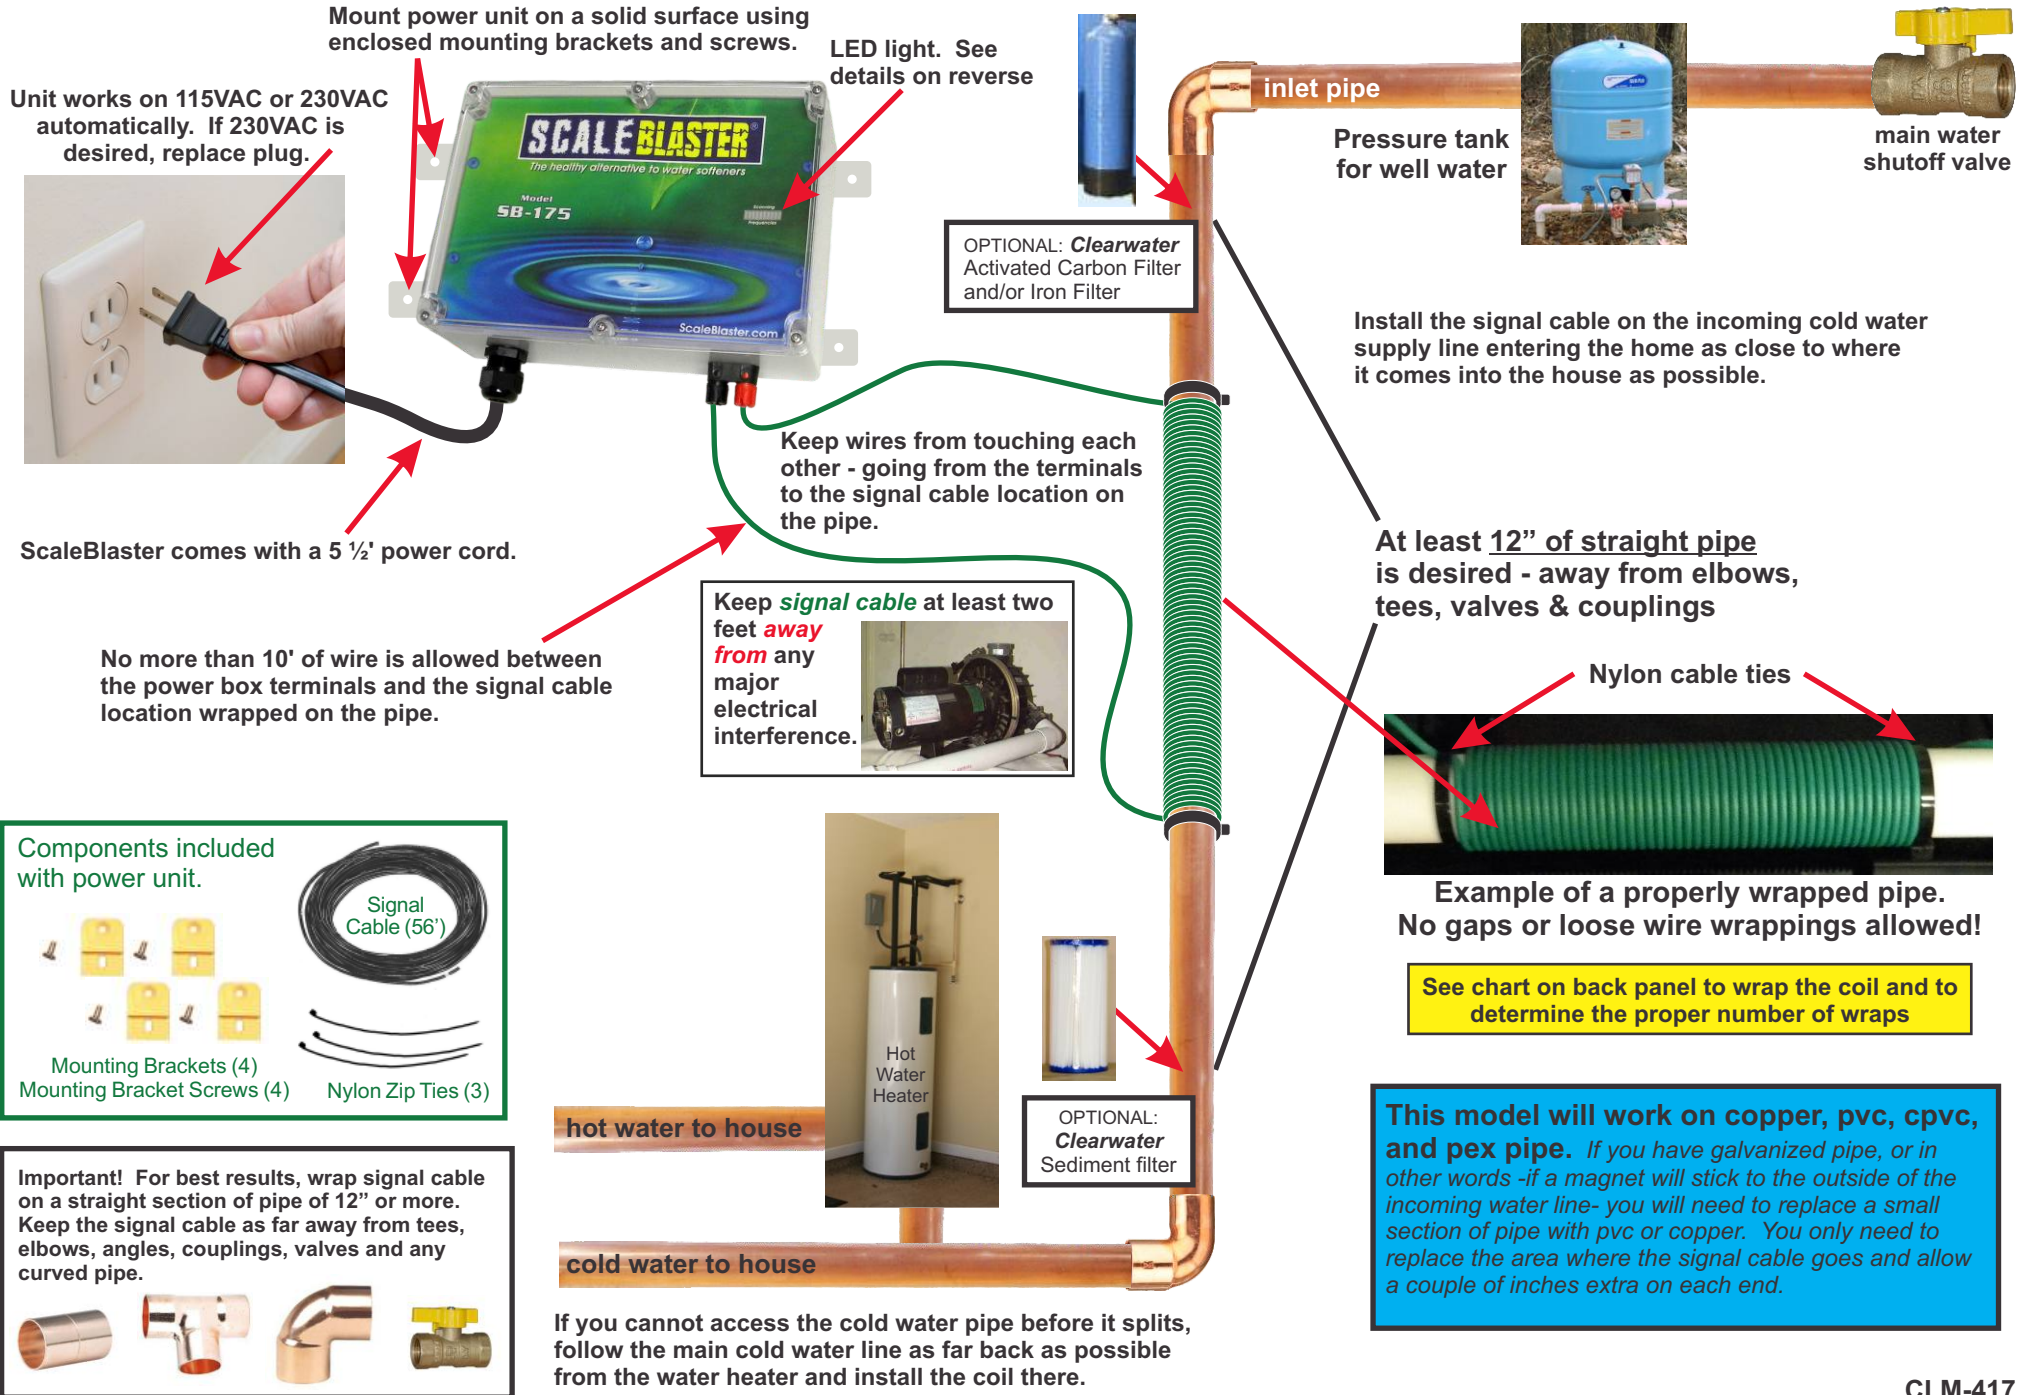 Mount power unit on a solid surface using
enclosed mounting brackets and screws.
LED light.  See
details on reverse
Unit works on 115VAC or 230VAC
automatically.  If 230VAC is
desired, replace plug.
SCALEBLASTER®
The healthy alternative to water softeners
Model
SB-175
ScaleBlaster.com
inlet pipe
Pressure tank
for well water
main water
shutoff valve
OPTIONAL: Clearwater
Activated Carbon Filter
and/or Iron Filter
Install the signal cable on the incoming cold water
supply line entering the home as close to where
it comes into the house as possible.
Keep wires from touching each
other - going from the terminals
to the signal cable location on
the pipe.
ScaleBlaster comes with a 5 ½' power cord.
At least 12” of straight pipe
is desired - away from elbows,
tees, valves & couplings
Keep signal cable at least two
feet away
from any
major
electrical
interference.
No more than 10' of wire is allowed between
the power box terminals and the signal cable
location wrapped on the pipe.
Nylon cable ties
Example of a properly wrapped pipe.
No gaps or loose wire wrappings allowed!
Components included
with power unit.
Signal
Cable (56’)
Mounting Brackets (4)
Mounting Bracket Screws (4)
Nylon Zip Ties (3)
See chart on back panel to wrap the coil and to
determine the proper number of wraps
Hot
Water
Heater
OPTIONAL:
Clearwater
Sediment filter
hot water to house
cold water to house
This model will work on copper, pvc, cpvc,
and pex pipe.  If you have galvanized pipe, or in
other words -if a magnet will stick to the outside of the
incoming water line- you will need to replace a small
section of pipe with pvc or copper.  You only need to
replace the area where the signal cable goes and allow
a couple of inches extra on each end.
Important!  For best results, wrap signal cable
on a straight section of pipe of 12” or more.
Keep the signal cable as far away from tees,
elbows, angles, couplings, valves and any
curved pipe.
If you cannot access the cold water pipe before it splits,
follow the main cold water line as far back as possible
from the water heater and install the coil there.
CLM-417